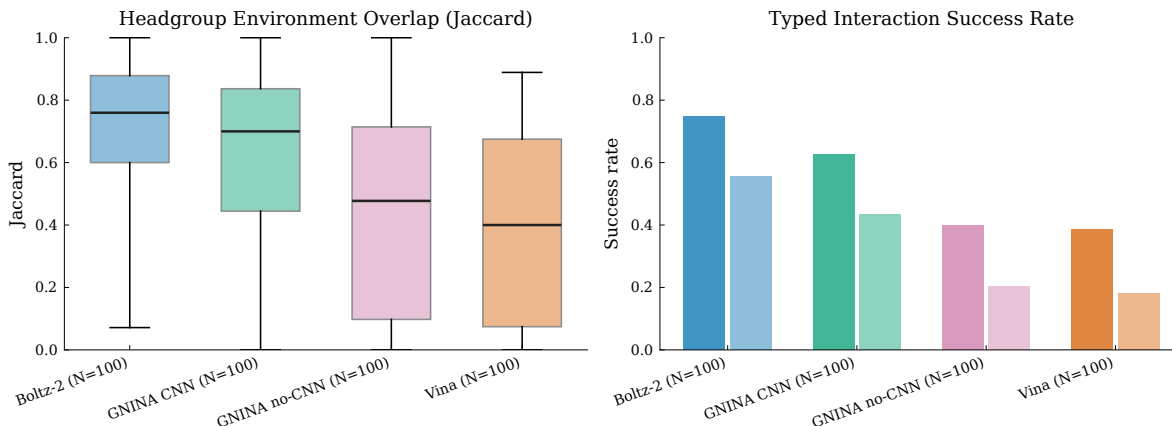 Headgroup Environment Overlap (Jaccard)
Jaccard
1.0
0.8
0.6
0.4
0.2
0.0
Boltz-2 (N=100)
GNINA CNN (N=100)
GNINA no-CNN (N=100)
Vina (N=100)
Typed Interaction Success Rate
Success rate
1.0
0.8
0.6
0.4
0.2
0.0
Boltz-2 (N=100)
GNINA CNN (N=100)
GNINA no-CNN (N=100)
Vina (N=100)